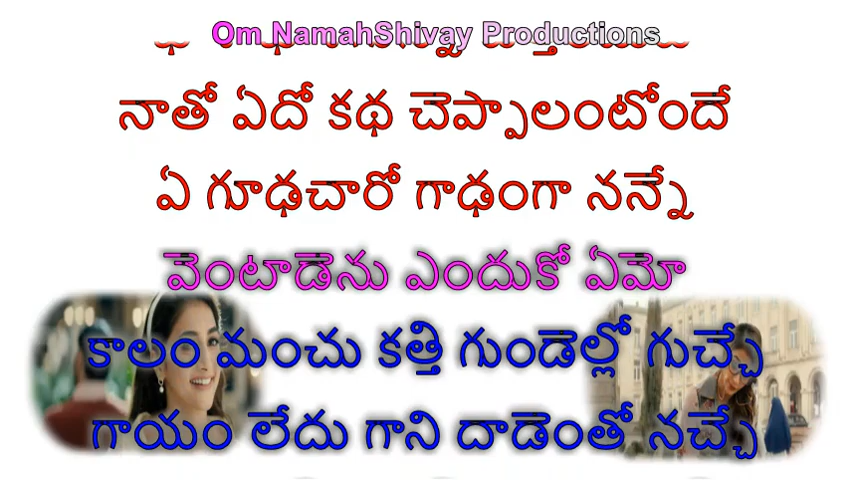 Om NamahShivay Productions
నాతో ఏదో కథ చెప్పాలంటోందే
ఏ గూఢచారో గాఢంగా నన్నే
వెంటాడెను ఎందుకో ఏమో
కాలం మంచు కత్తి గుండెల్లో గుచ్చే
గాయం లేదు గాని దాడెంతో నచ్చే